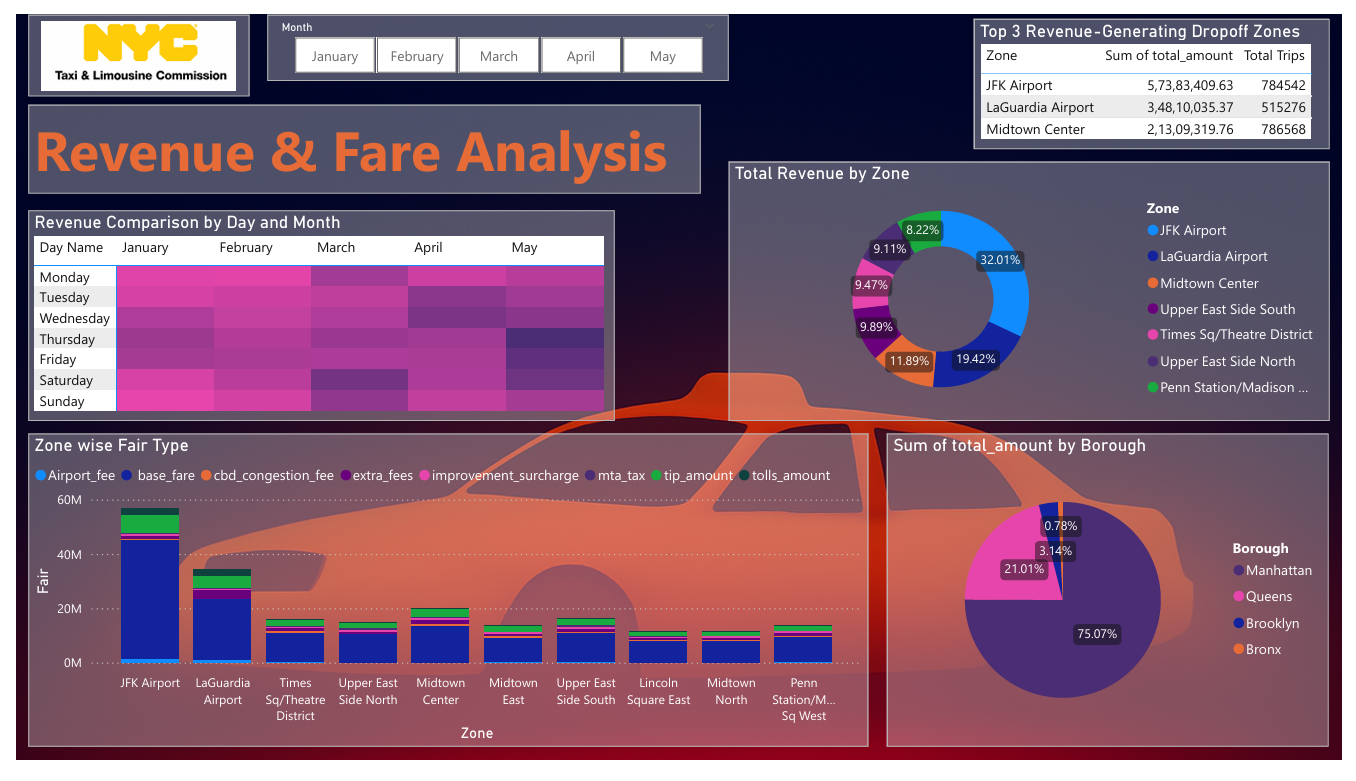 NYC
Taxi & Limousine Commission
Month
January February March April May
Top 3 Revenue-Generating Dropoff Zones
Zone Sum of total_amount Total Trips
JFK Airport 5,73,83,409.63 784542
LaGuardia Airport 3,48,10,035.37 515276
Midtown Center 2,13,09,319.76 786568
Revenue & Fare Analysis
Total Revenue by Zone
8.22%
9.11%
32.01%
9.47%
9.89%
11.89%
19.42%
Zone
JFK Airport
LaGuardia Airport
Midtown Center
Upper East Side South
Times Sq/Theatre District
Upper East Side North
Penn Station/Madison ...
Revenue Comparison by Day and Month
Day Name January February March April May
Monday
Tuesday
Wednesday
Thursday
Friday
Saturday
Sunday
Zone wise Fair Type
Airport_fee base_fare cbd_congestion_fee extra_fees improvement_surcharge mta_tax tip_amount tolls_amount
60M
40M
20M
0M
Fair
JFK Airport
LaGuardia
Airport
Times
Sq/Theatre
District
Upper East
Side North
Midtown
Center
Midtown
East
Upper East
Side South
Lincoln
Square East
Midtown
North
Penn
Station/M...
Sq West
Zone
Sum of total_amount by Borough
0.78%
3.14%
21.01%
75.07%
Borough
Manhattan
Queens
Brooklyn
Bronx